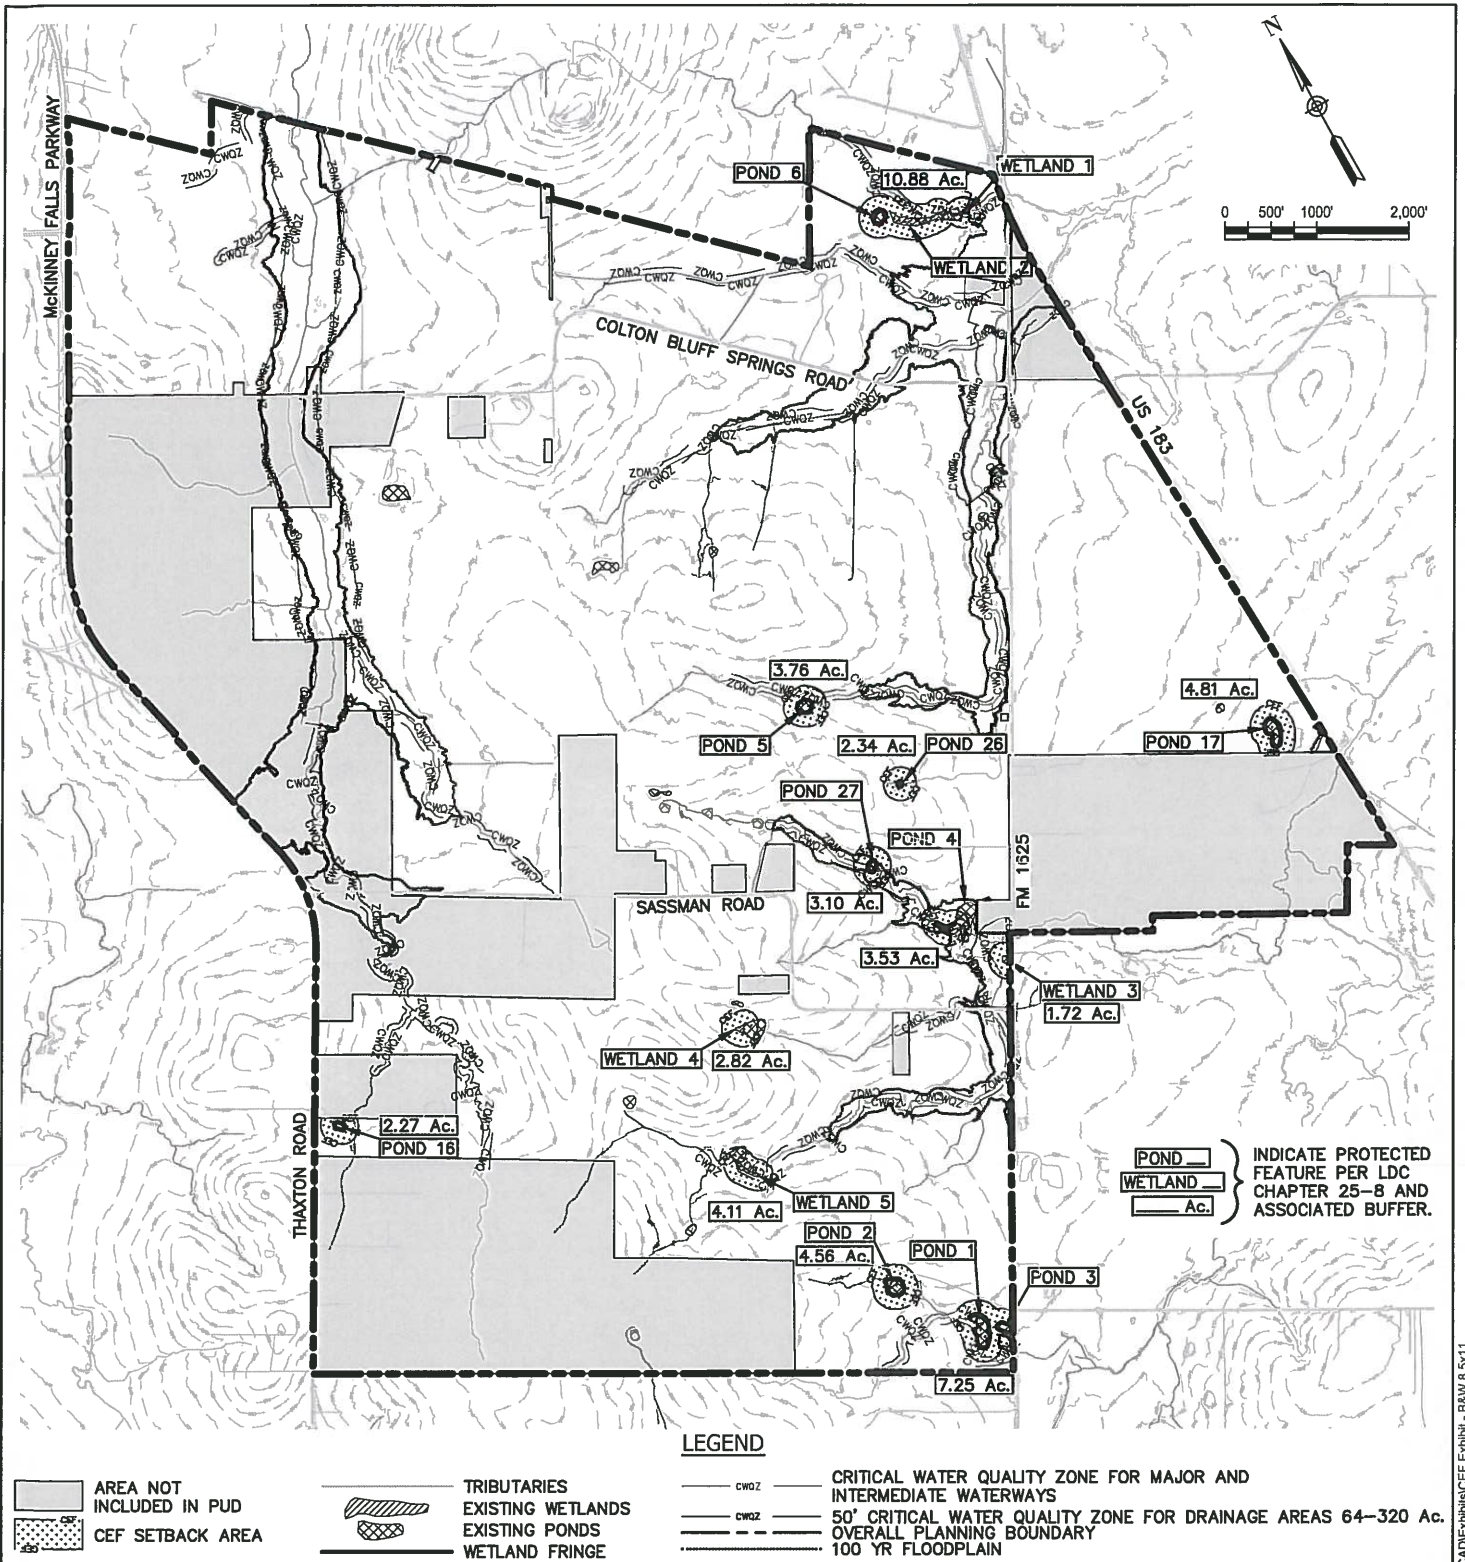 N
McKINNEY FALLS PARKWAY
POND 6
10.88 Ac.
WETLAND 1
0 500' 1000' 2,000'
WETLAND 2
COLTON BLUFF SPRINGS ROAD
US 183
3.76 Ac.
4.81 Ac.
POND 5
2.34 Ac.
POND 26
POND 17
POND 27
POND 4
FM 1625
3.10 Ac.
SASSMAN ROAD
3.53 Ac.
WETLAND 3
1.72 Ac.
WETLAND 4
2.82 Ac.
2.27 Ac.
POND 16
THAXTON ROAD
WETLAND 5
4.11 Ac.
POND 2
4.56 Ac.
POND 1
POND 3
7.25 Ac.
POND __
WETLAND __
____ Ac.
INDICATE PROTECTED
FEATURE PER LDC
CHAPTER 25-8 AND
ASSOCIATED BUFFER.
LEGEND
AREA NOT
INCLUDED IN PUD
CEF
CEF SETBACK AREA
TRIBUTARIES
EXISTING WETLANDS
EXISTING PONDS
WETLAND FRINGE
CWQZ
CRITICAL WATER QUALITY ZONE FOR MAJOR AND
INTERMEDIATE WATERWAYS
CWQZ
50' CRITICAL WATER QUALITY ZONE FOR DRAINAGE AREAS 64-320 Ac.
OVERALL PLANNING BOUNDARY
100 YR FLOODPLAIN